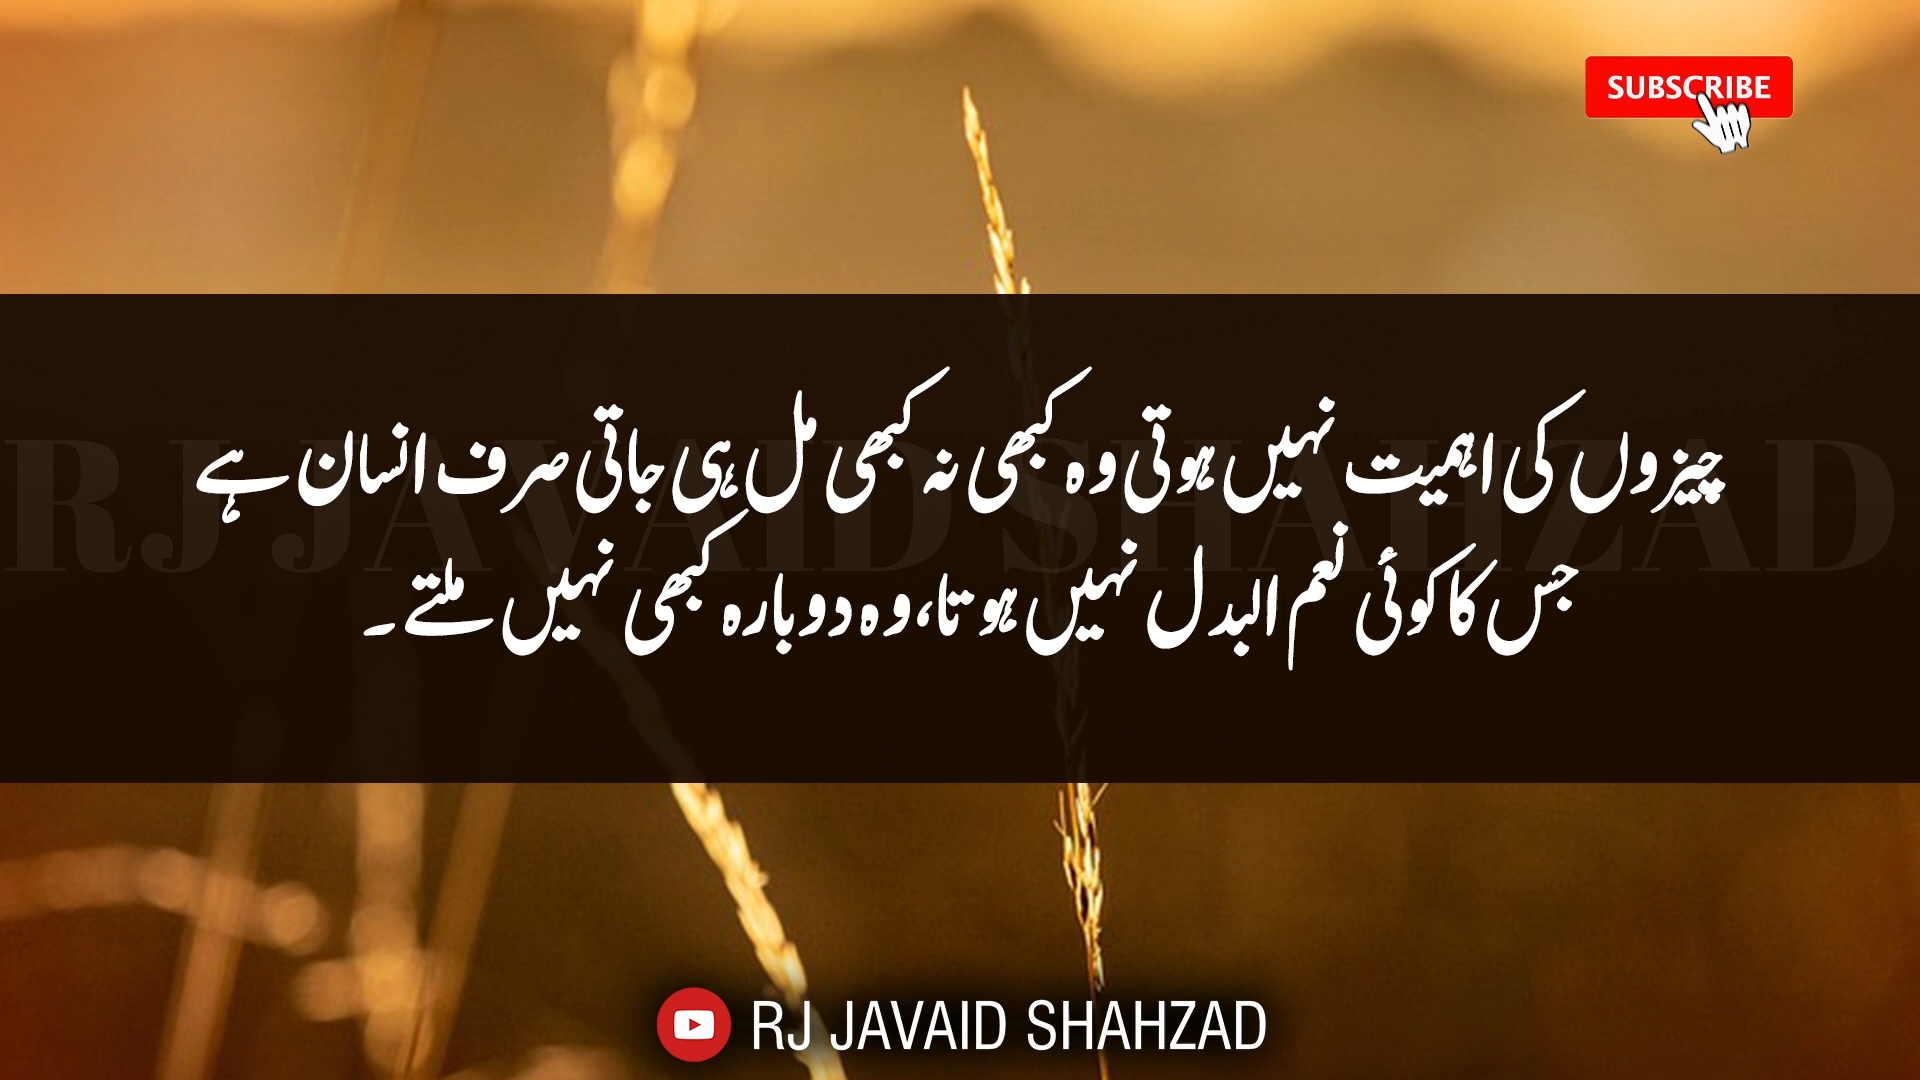 SUBSCRIBE
چیزوں کی اہمیت نہیں ہوتی وہ کبھی نہ کبھی مل ہی جاتی صرف انسان ہے
جس کا کوئی نعم البدل نہیں ہوتا، وہ دوبارہ کبھی نہیں ملتے۔
RJ JAVAID SHAHZAD
RJ JAVAID SHAHZAD